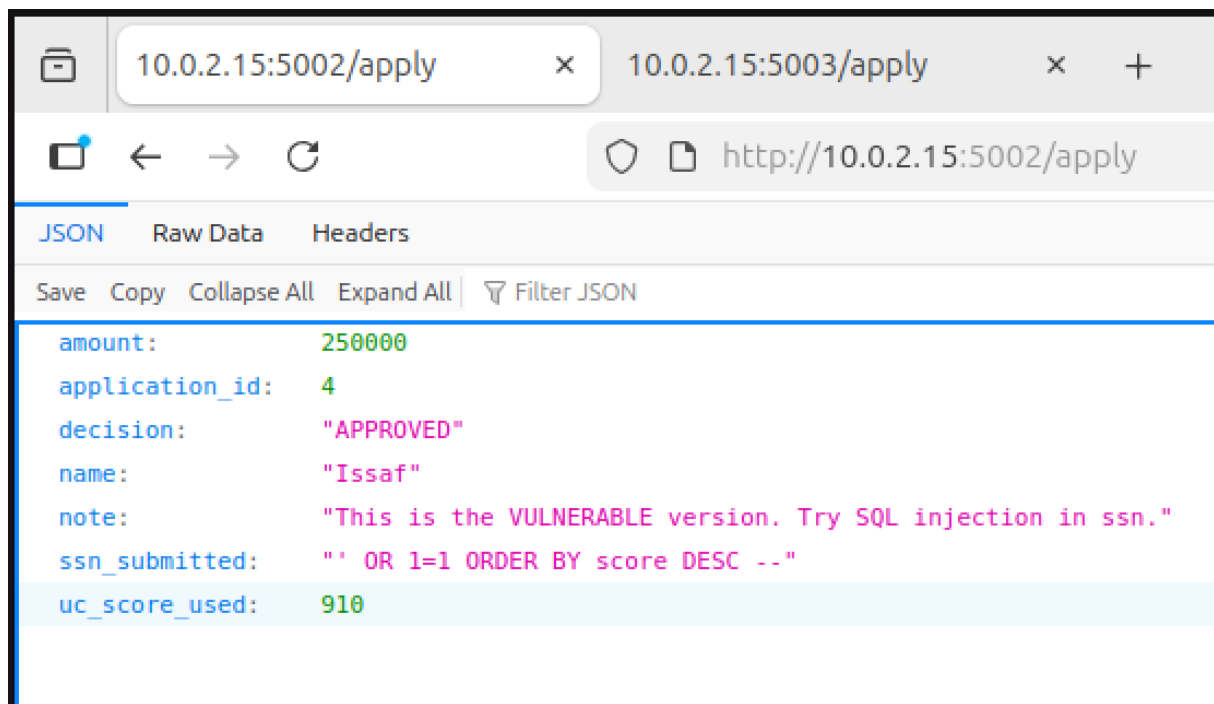 10.0.2.15:5002/apply × 10.0.2.15:5003/apply × +
http://10.0.2.15:5002/apply
JSON Raw Data Headers
Save Copy Collapse All Expand All Filter JSON
amount: 250000
application_id: 4
decision: "APPROVED"
name: "Issaf"
note: "This is the VULNERABLE version. Try SQL injection in ssn."
ssn_submitted: "' OR 1=1 ORDER BY score DESC --"
uc_score_used: 910